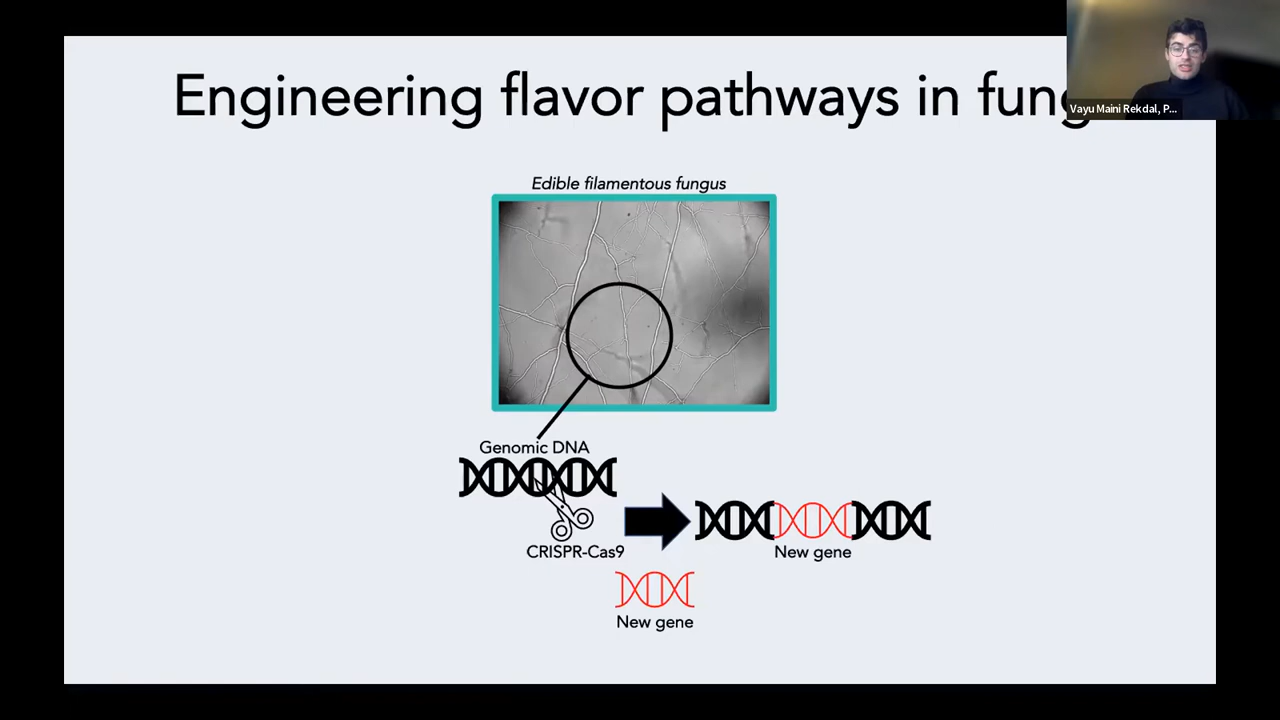 Engineering flavor pathways in fung
Vayu Maini Rekdal, P...
Edible filamentous fungus
Genomic DNA
CRISPR-Cas9
New gene
New gene